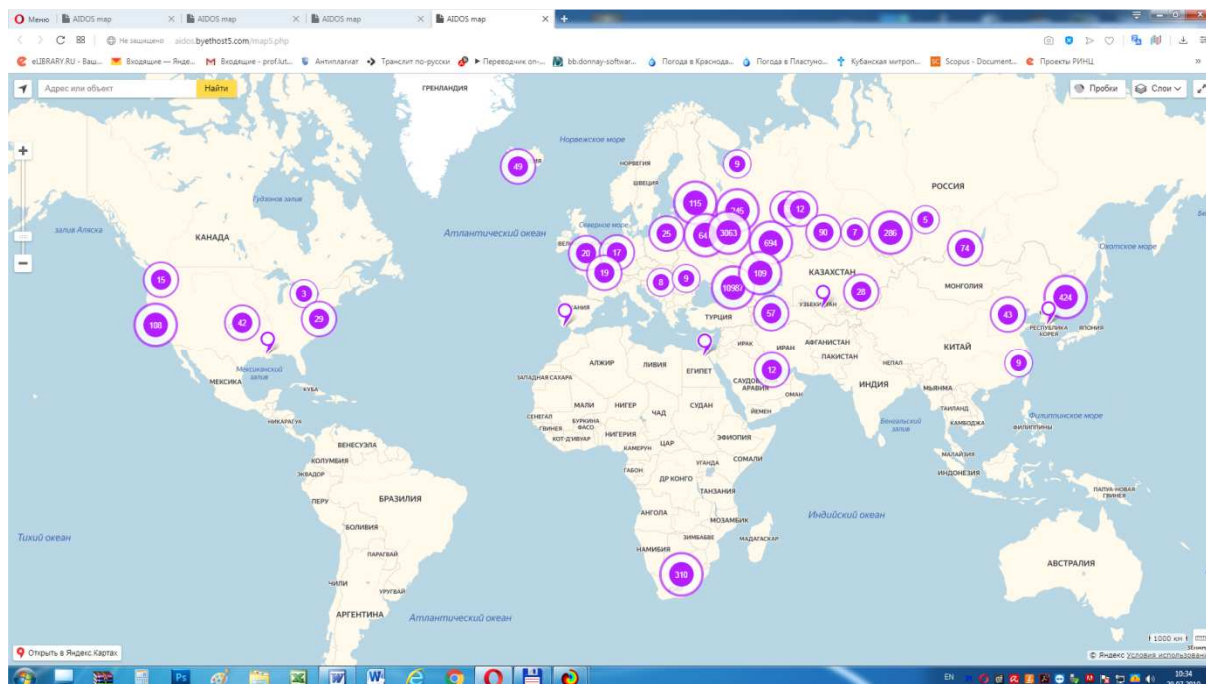 Меню
AIDOS map
AIDOS map
AIDOS map
AIDOS map
Не защищено aidos.byethost5.com/map5.php
eLIBRARY.RU - Ваш...
Входящие — Янде...
Входящие - prof.lut...
Антиплагиат
Транслит по-русски
Переводчик on-...
bb.donnay-softwar...
Погода в Краснода...
Погода в Пластуно...
Кубанская митроп...
Scopus - Document...
Проекты РИНЦ
Адрес или объект
Найти
Пробки
Слои
ГРЕНЛАНДИЯ
Норвежское море
49
9
НОРВЕГИЯ
ШВЕЦИЯ
РОССИЯ
Гудзонов залив
залив Аляска
КАНАДА
Атлантический океан
Северное море
115
245
12
5
25
64
3063
694
90
7
286
74
Охотское море
20
17
19
КАЗАХСТАН
МОНГОЛИЯ
15
3
8
9
10987
109
28
424
108
42
29
ТУРЦИЯ
57
43
РЕСПУБЛИКА
КОРЕЯ
ЯПОНИЯ
КИТАЙ
Мексиканский
залив
МЕКСИКА
КУБА
АЛЖИР
ЛИВИЯ
ЕГИПЕТ
ИРАК
ИРАН
АФГАНИСТАН
ПАКИСТАН
НЕПАЛ
12
9
ЗАПАДНАЯ САХАРА
САУДОВ
АРАВИЯ
ОМАН
ИНДИЯ
МЬЯНМА
МАЛИ
НИГЕР
ЧАД
СУДАН
ЙЕМЕН
ТАИЛАНД
Бенгальский
залив
КАМБОДЖА
Филиппинское море
ФИЛИППИНЫ
НИКАРАГУА
СЕНЕГАЛ
ГВИНЕЯ
БУРКИНА
ФАСО
КОТ-Д'ИВУАР
НИГЕРИЯ
КАМЕРУН
ЦАР
ЭФИОПИЯ
СОМАЛИ
ВЕНЕСУЭЛА
КОЛУМБИЯ
ЭКВАДОР
ГАБОН
УГАНДА
ДР КОНГО
ТАНЗАНИЯ
МАЛАЙЗИЯ
ИНДОНЕЗИЯ
ПАПУА-НОВАЯ
ГВИНЕЯ
ПЕРУ
БРАЗИЛИЯ
АНГОЛА
МОЗАМБИК
Индийский океан
БОЛИВИЯ
Тихий океан
ЗИМБАБВЕ
МАДАГАСКАР
НАМИБИЯ
ПАРАГВАЙ
310
АВСТРАЛИЯ
ЧИЛИ
УРУГВАЙ
АРГЕНТИНА
Атлантический океан
1000 км
Открыть в Яндекс.Картах
© Яндекс Условия использован
EN
10:34